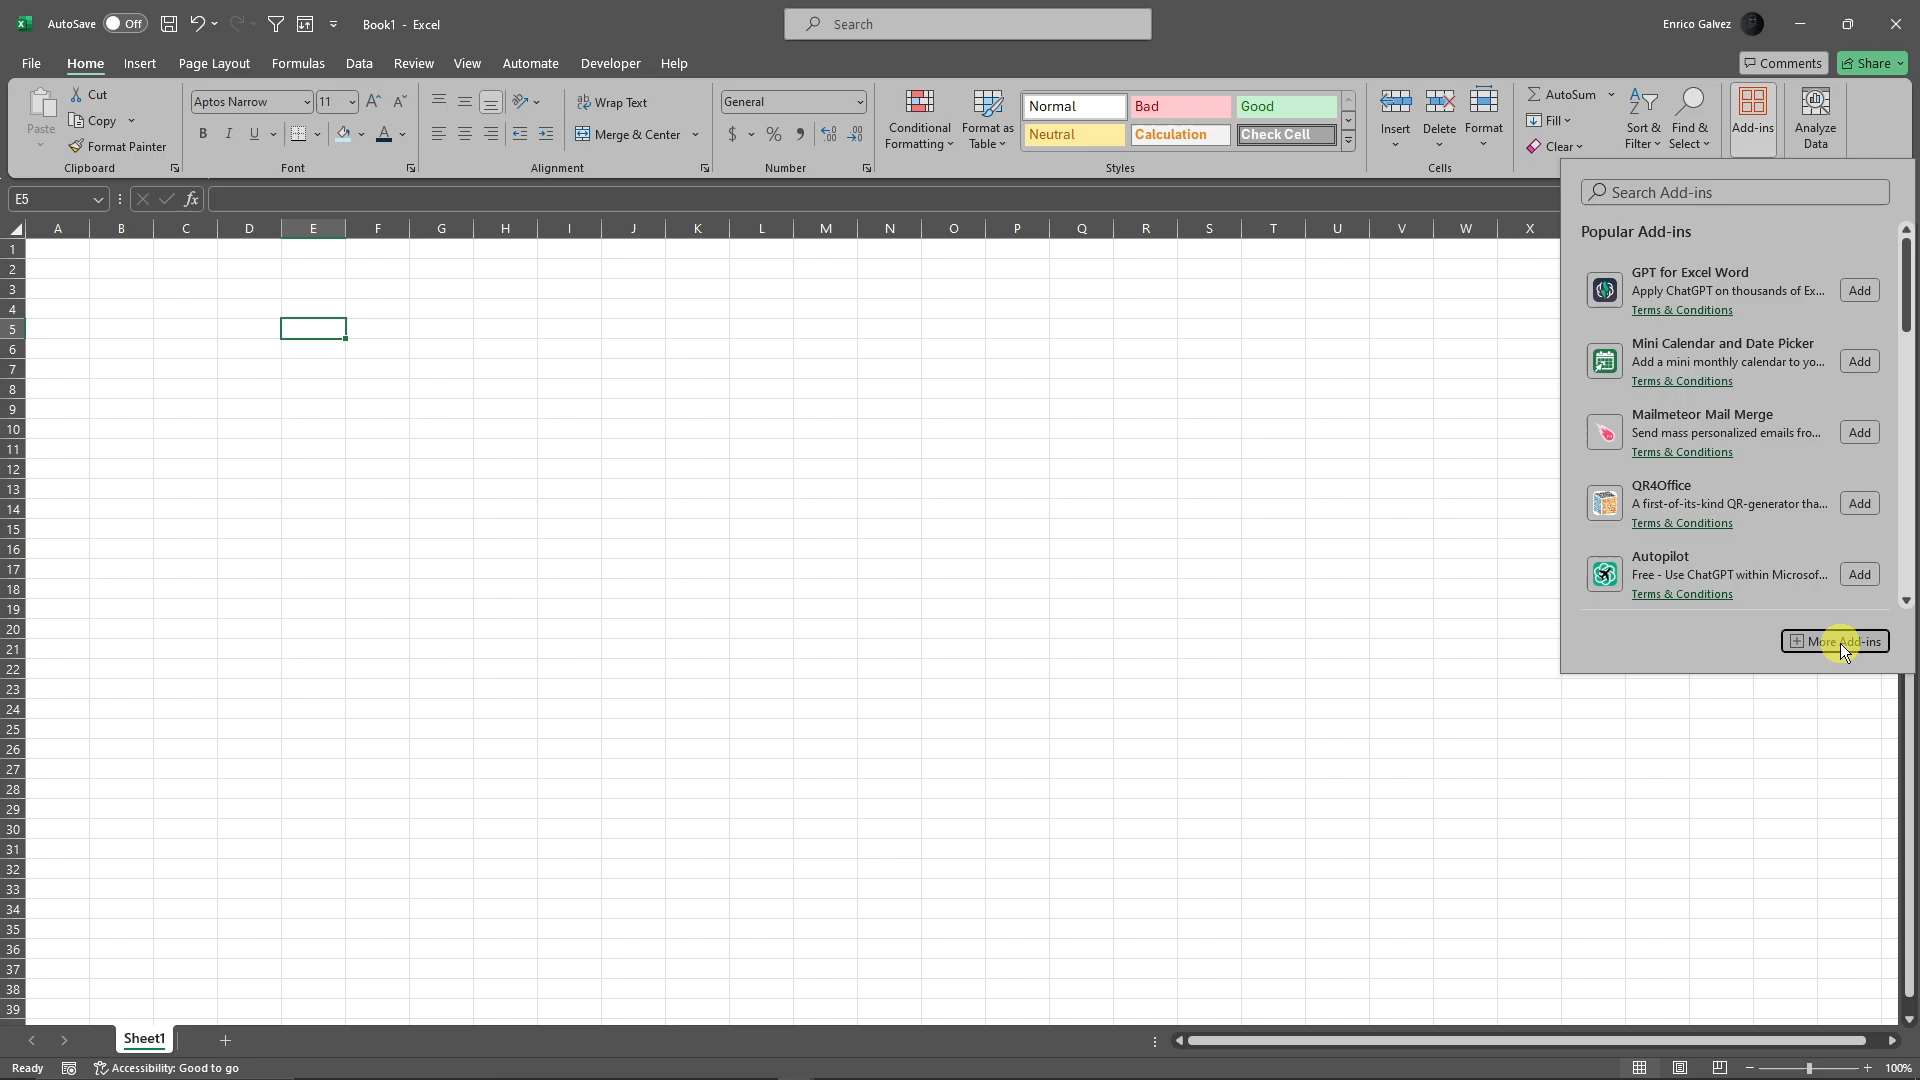 AutoSave Off Book1 - Excel Search Enrico Galvez
File Home Insert Page Layout Formulas Data Review View Automate Developer Help Comments Share
Paste Cut Copy Format Painter
Clipboard
Aptos Narrow 11
B I U A
Font
Wrap Text
Merge & Center
Alignment
General
$ % ,
Number
Conditional Formatting
Format as Table
Normal Bad Good
Neutral Calculation Check Cell
Styles
Insert Delete Format
Cells
AutoSum
Fill
Clear
Sort & Filter
Find & Select
Add-ins
Analyze Data
E5 fx
A B C D E F G H I J K L M N O P Q R S T U V W X
1
2
3
4
5
6
7
8
9
10
11
12
13
14
15
16
17
18
19
20
21
22
23
24
25
26
27
28
29
30
31
32
33
34
35
36
37
38
39
Search Add-ins
Popular Add-ins
GPT for Excel Word
Apply ChatGPT on thousands of Ex... Add
Terms & Conditions
Mini Calendar and Date Picker
Add a mini monthly calendar to yo... Add
Terms & Conditions
Mailmeteor Mail Merge
Send mass personalized emails fro... Add
Terms & Conditions
QR4Office
A first-of-its-kind QR-generator tha... Add
Terms & Conditions
Autopilot
Free - Use ChatGPT within Microsof... Add
Terms & Conditions
More Add-ins
Sheet1
Ready Accessibility: Good to go 100%